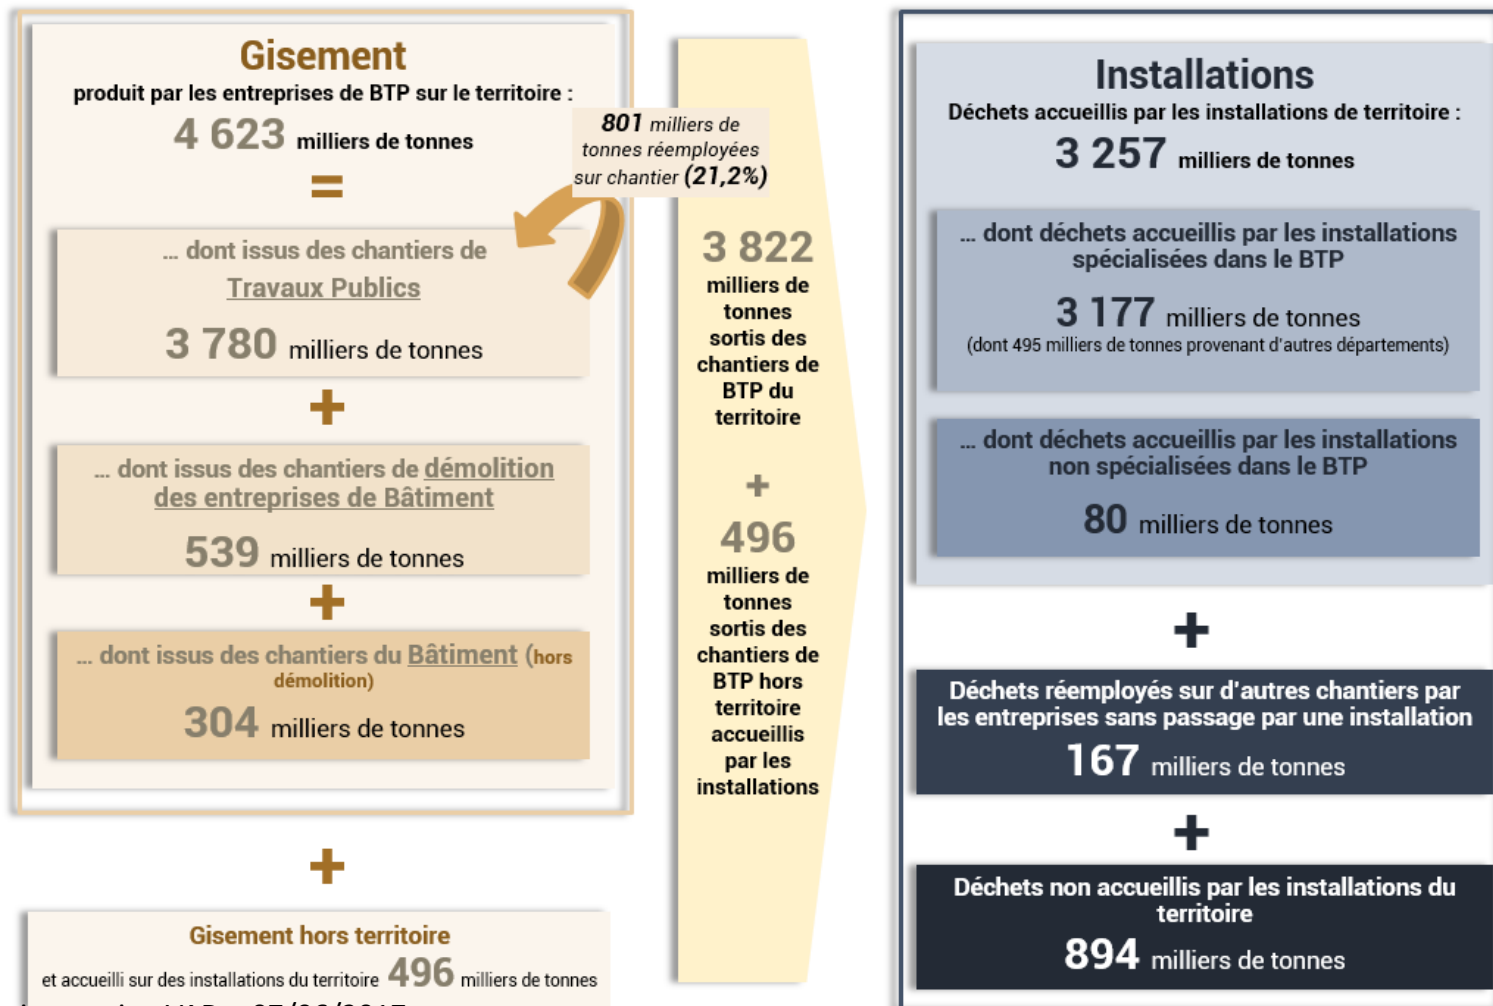 Gisement
produit par les entreprises de BTP sur le territoire :
4 623 milliers de tonnes
=
... dont issus des chantiers de
Travaux Publics
3 780 milliers de tonnes
+
... dont issus des chantiers de démolition
des entreprises de Bâtiment
539 milliers de tonnes
+
... dont issus des chantiers du Bâtiment (hors
démolition)
304 milliers de tonnes
+
Gisement hors territoire
et accueilli sur des installations du territoire 496 milliers de tonnes
801 milliers de
tonnes réemployées
sur chantier (21,2%)
3 822
milliers de
tonnes
sortis des
chantiers de
BTP du
territoire
+
496
milliers de
tonnes
sortis des
chantiers de
BTP hors
territoire
accueillis
par les
installations
Installations
Déchets accueillis par les installations de territoire :
3 257 milliers de tonnes
... dont déchets accueillis par les installations
spécialisées dans le BTP
3 177 milliers de tonnes
(dont 495 milliers de tonnes provenant d'autres départements)
... dont déchets accueillis par les installations
non spécialisées dans le BTP
80 milliers de tonnes
+
Déchets réemployés sur d'autres chantiers par
les entreprises sans passage par une installation
167 milliers de tonnes
+
Déchets non accueillis par les installations du
territoire
894 milliers de tonnes